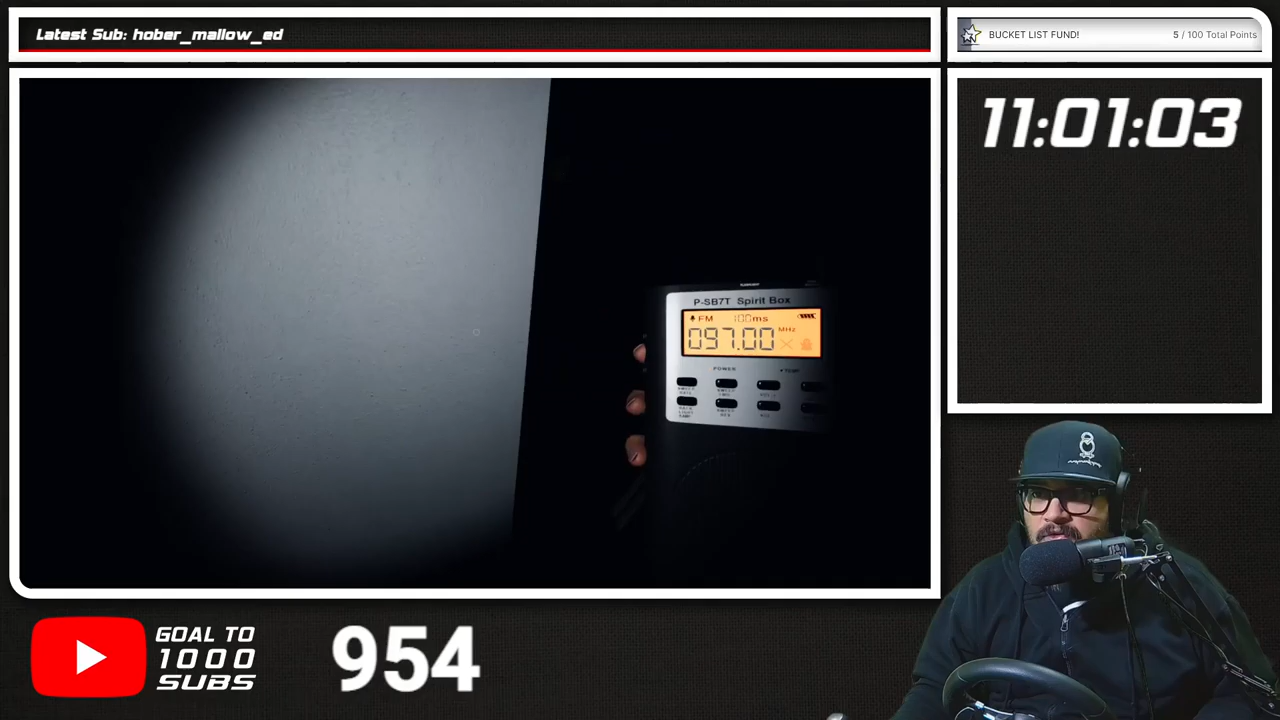 Latest Sub: hober_mallow_ed
BUCKET LIST FUND!
5 / 100 Total Points
11:01:03
P-SB7T Spirit Box
FM 100ms
097.00 MHz
POWER
TEMP
GOAL TO
1000
SUBS
954